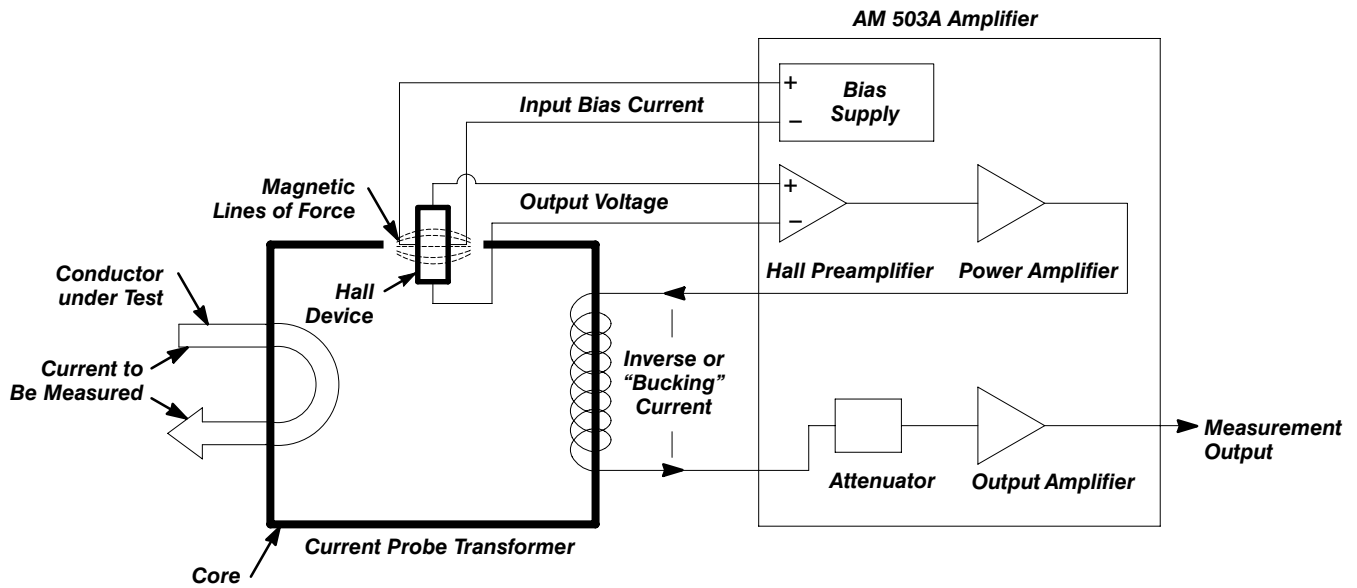 AM 503A Amplifier
+
Bias
Supply
Input Bias Current
−
Magnetic
Lines of Force
+
Output Voltage
−
Hall Preamplifier
Power Amplifier
Conductor
under Test
Hall
Device
Current to
Be Measured
Inverse or
“Bucking”
Current
Measurement
Output
Attenuator
Output Amplifier
Current Probe Transformer
Core